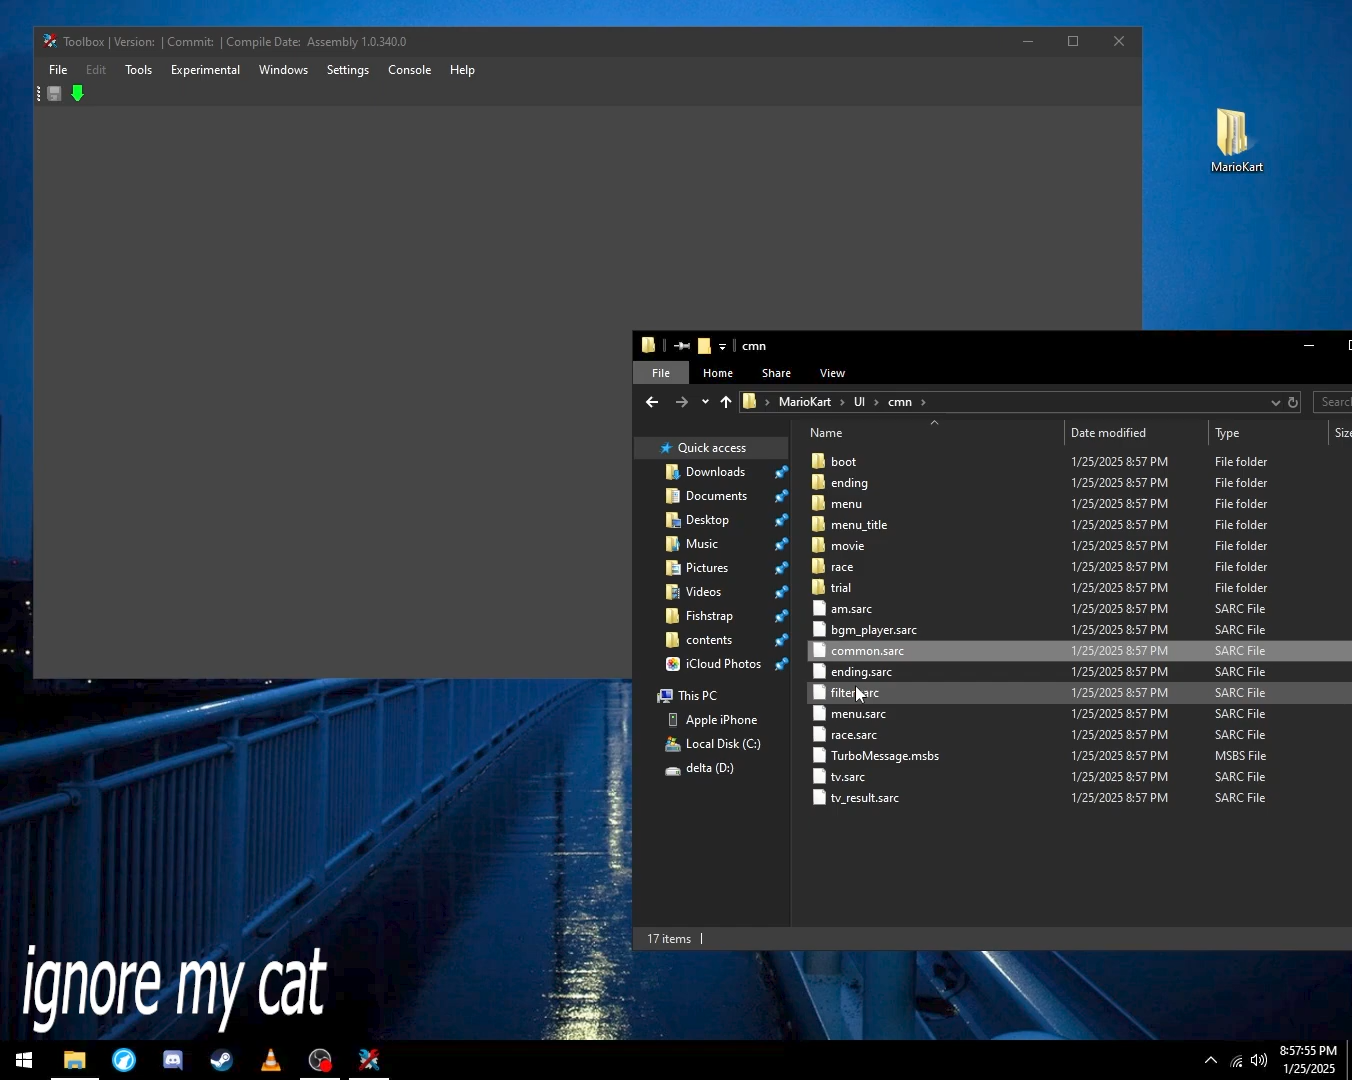 Toolbox | Version: | Commit: | Compile Date: Assembly 1.0.340.0
File Edit Tools Experimental Windows Settings Console Help
MarioKart
cmn
File Home Share View
MarioKart UI cmn
Searc
Name Date modified Type Size
Quick access
Downloads
Documents
Desktop
Music
Pictures
Videos
Fishstrap
contents
iCloud Photos
This PC
Apple iPhone
Local Disk (C:)
delta (D:)
boot 1/25/2025 8:57 PM File folder
ending 1/25/2025 8:57 PM File folder
menu 1/25/2025 8:57 PM File folder
menu_title 1/25/2025 8:57 PM File folder
movie 1/25/2025 8:57 PM File folder
race 1/25/2025 8:57 PM File folder
trial 1/25/2025 8:57 PM File folder
am.sarc 1/25/2025 8:57 PM SARC File
bgm_player.sarc 1/25/2025 8:57 PM SARC File
common.sarc 1/25/2025 8:57 PM SARC File
ending.sarc 1/25/2025 8:57 PM SARC File
filter.sarc 1/25/2025 8:57 PM SARC File
menu.sarc 1/25/2025 8:57 PM SARC File
race.sarc 1/25/2025 8:57 PM SARC File
TurboMessage.msbs 1/25/2025 8:57 PM MSBS File
tv.sarc 1/25/2025 8:57 PM SARC File
tv_result.sarc 1/25/2025 8:57 PM SARC File
17 items
ignore my cat
8:57:55 PM
1/25/2025